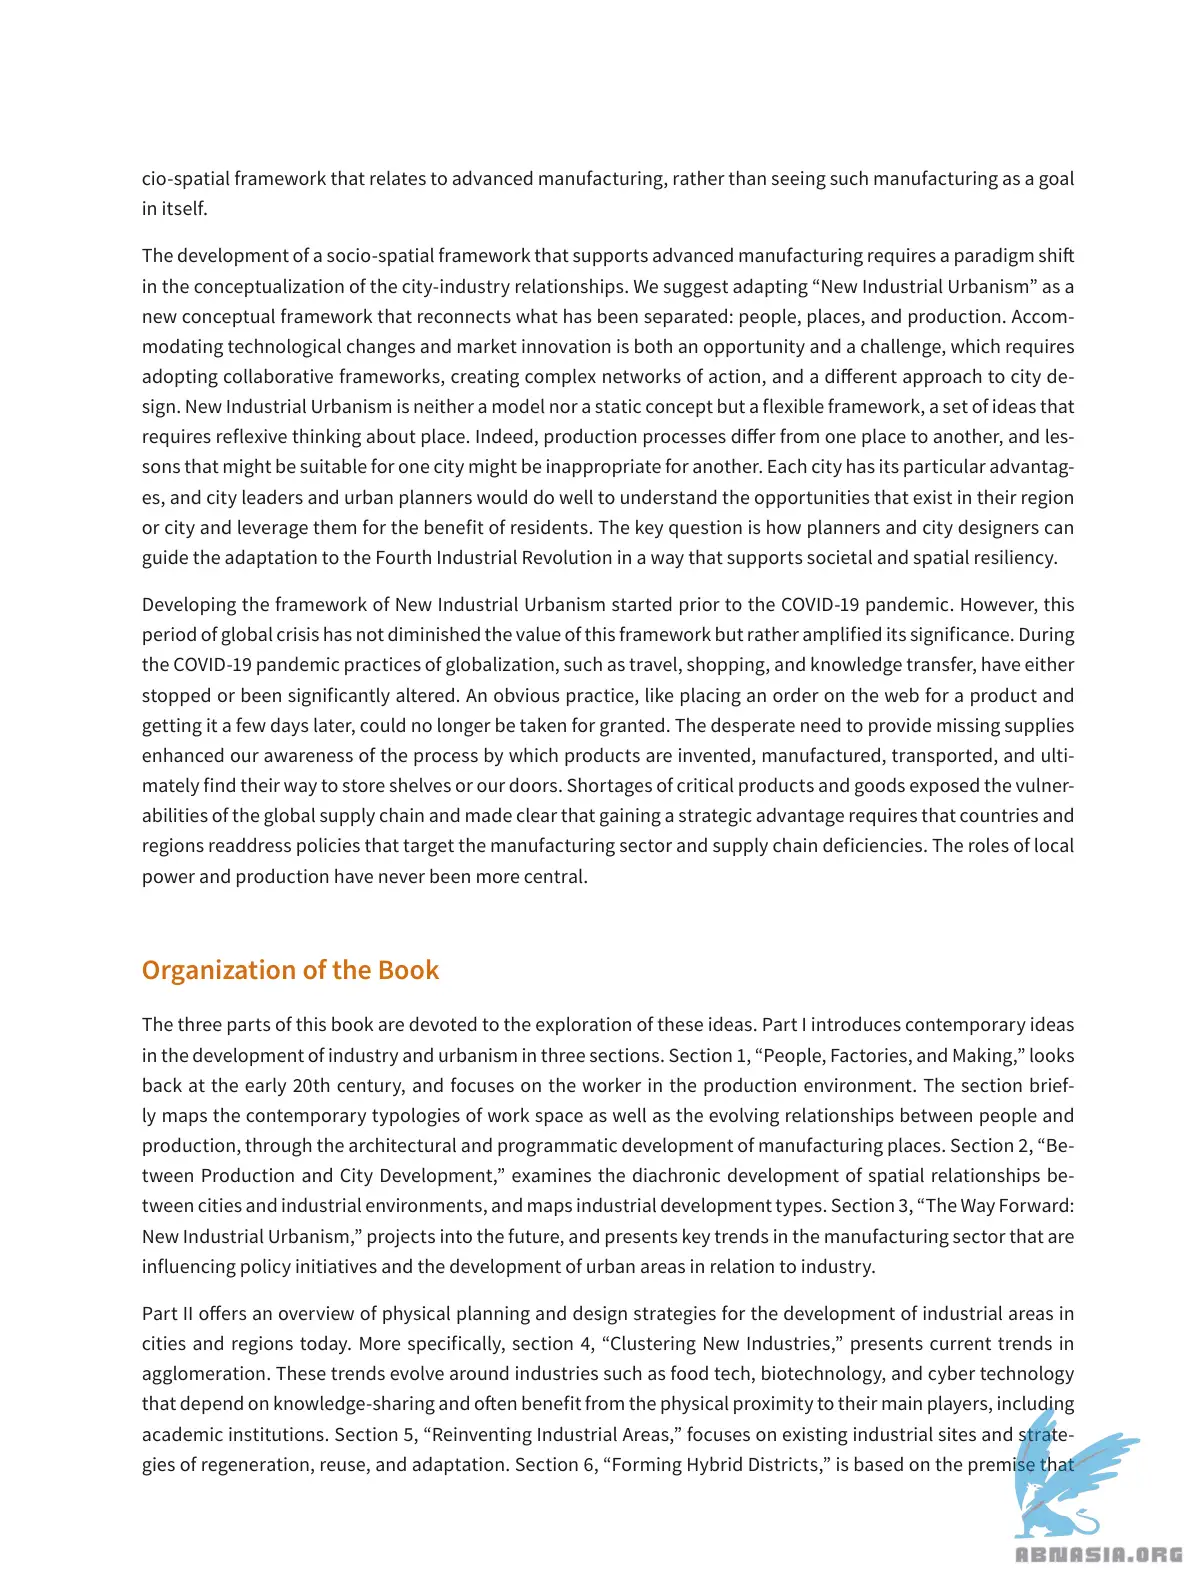 cio-spatial framework that relates to advanced manufacturing, rather than seeing such manufacturing as a goal
in itself.
The development of a socio-spatial framework that supports advanced manufacturing requires a paradigm shift
in the conceptualization of the city-industry relationships. We suggest adapting “New Industrial Urbanism” as a
new conceptual framework that reconnects what has been separated: people, places, and production. Accom-
modating technological changes and market innovation is both an opportunity and a challenge, which requires
adopting collaborative frameworks, creating complex networks of action, and a different approach to city de-
sign. New Industrial Urbanism is neither a model nor a static concept but a flexible framework, a set of ideas that
requires reflexive thinking about place. Indeed, production processes differ from one place to another, and les-
sons that might be suitable for one city might be inappropriate for another. Each city has its particular advantag-
es, and city leaders and urban planners would do well to understand the opportunities that exist in their region
or city and leverage them for the benefit of residents. The key question is how planners and city designers can
guide the adaptation to the Fourth Industrial Revolution in a way that supports societal and spatial resiliency.
Developing the framework of New Industrial Urbanism started prior to the COVID-19 pandemic. However, this
period of global crisis has not diminished the value of this framework but rather amplified its significance. During
the COVID-19 pandemic practices of globalization, such as travel, shopping, and knowledge transfer, have either
stopped or been significantly altered. An obvious practice, like placing an order on the web for a product and
getting it a few days later, could no longer be taken for granted. The desperate need to provide missing supplies
enhanced our awareness of the process by which products are invented, manufactured, transported, and ulti-
mately find their way to store shelves or our doors. Shortages of critical products and goods exposed the vulner-
abilities of the global supply chain and made clear that gaining a strategic advantage requires that countries and
regions readdress policies that target the manufacturing sector and supply chain deficiencies. The roles of local
power and production have never been more central.
Organization of the Book
The three parts of this book are devoted to the exploration of these ideas. Part I introduces contemporary ideas
in the development of industry and urbanism in three sections. Section 1, “People, Factories, and Making,” looks
back at the early 20th century, and focuses on the worker in the production environment. The section brief-
ly maps the contemporary typologies of work space as well as the evolving relationships between people and
production, through the architectural and programmatic development of manufacturing places. Section 2, “Be-
tween Production and City Development,” examines the diachronic development of spatial relationships be-
tween cities and industrial environments, and maps industrial development types. Section 3, “The Way Forward:
New Industrial Urbanism,” projects into the future, and presents key trends in the manufacturing sector that are
influencing policy initiatives and the development of urban areas in relation to industry.
Part II offers an overview of physical planning and design strategies for the development of industrial areas in
cities and regions today. More specifically, section 4, “Clustering New Industries,” presents current trends in
agglomeration. These trends evolve around industries such as food tech, biotechnology, and cyber technology
that depend on knowledge-sharing and often benefit from the physical proximity to their main players, including
academic institutions. Section 5, “Reinventing Industrial Areas,” focuses on existing industrial sites and strate-
gies of regeneration, reuse, and adaptation. Section 6, “Forming Hybrid Districts,” is based on the premise that
ABNASIA.ORG